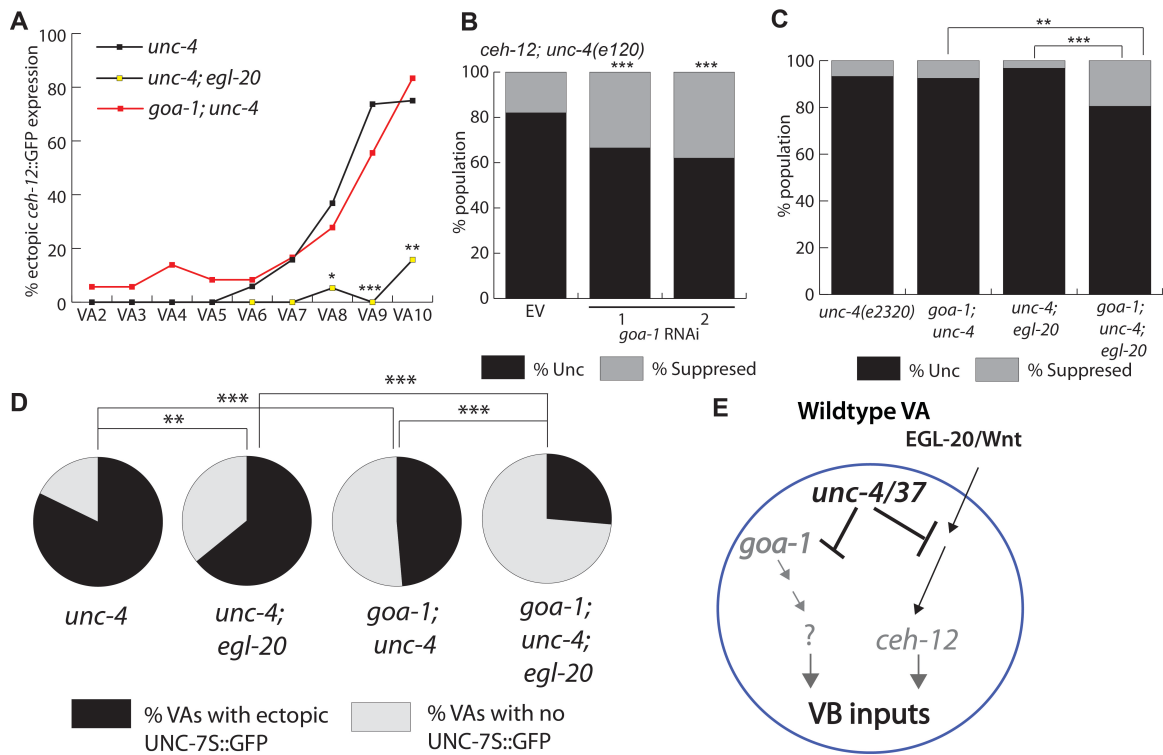 A
% ectopic ceh-12::GFP expression
100
80
60
40
20
0
unc-4
unc-4; egl-20
goa-1; unc-4
*
***
**
VA2 VA3 VA4 VA5 VA6 VA7 VA8 VA9 VA10
B
ceh-12; unc-4(e120)
*** ***
% population
100
80
60
40
20
0
EV
1 2
goa-1 RNAi
% Unc % Suppresed
C
**
***
% population
100
80
60
40
20
0
unc-4(e2320)
goa-1;
unc-4
unc-4;
egl-20
goa-1;
unc-4;
egl-20
% Unc % Suppresed
D
***
***
**
***
unc-4
unc-4;
egl-20
goa-1;
unc-4
goa-1;
unc-4;
egl-20
% VAs with ectopic
UNC-7S::GFP
% VAs with no
UNC-7S::GFP
E
Wildtype VA
EGL-20/Wnt
unc-4/37
goa-1
?
ceh-12
VB inputs